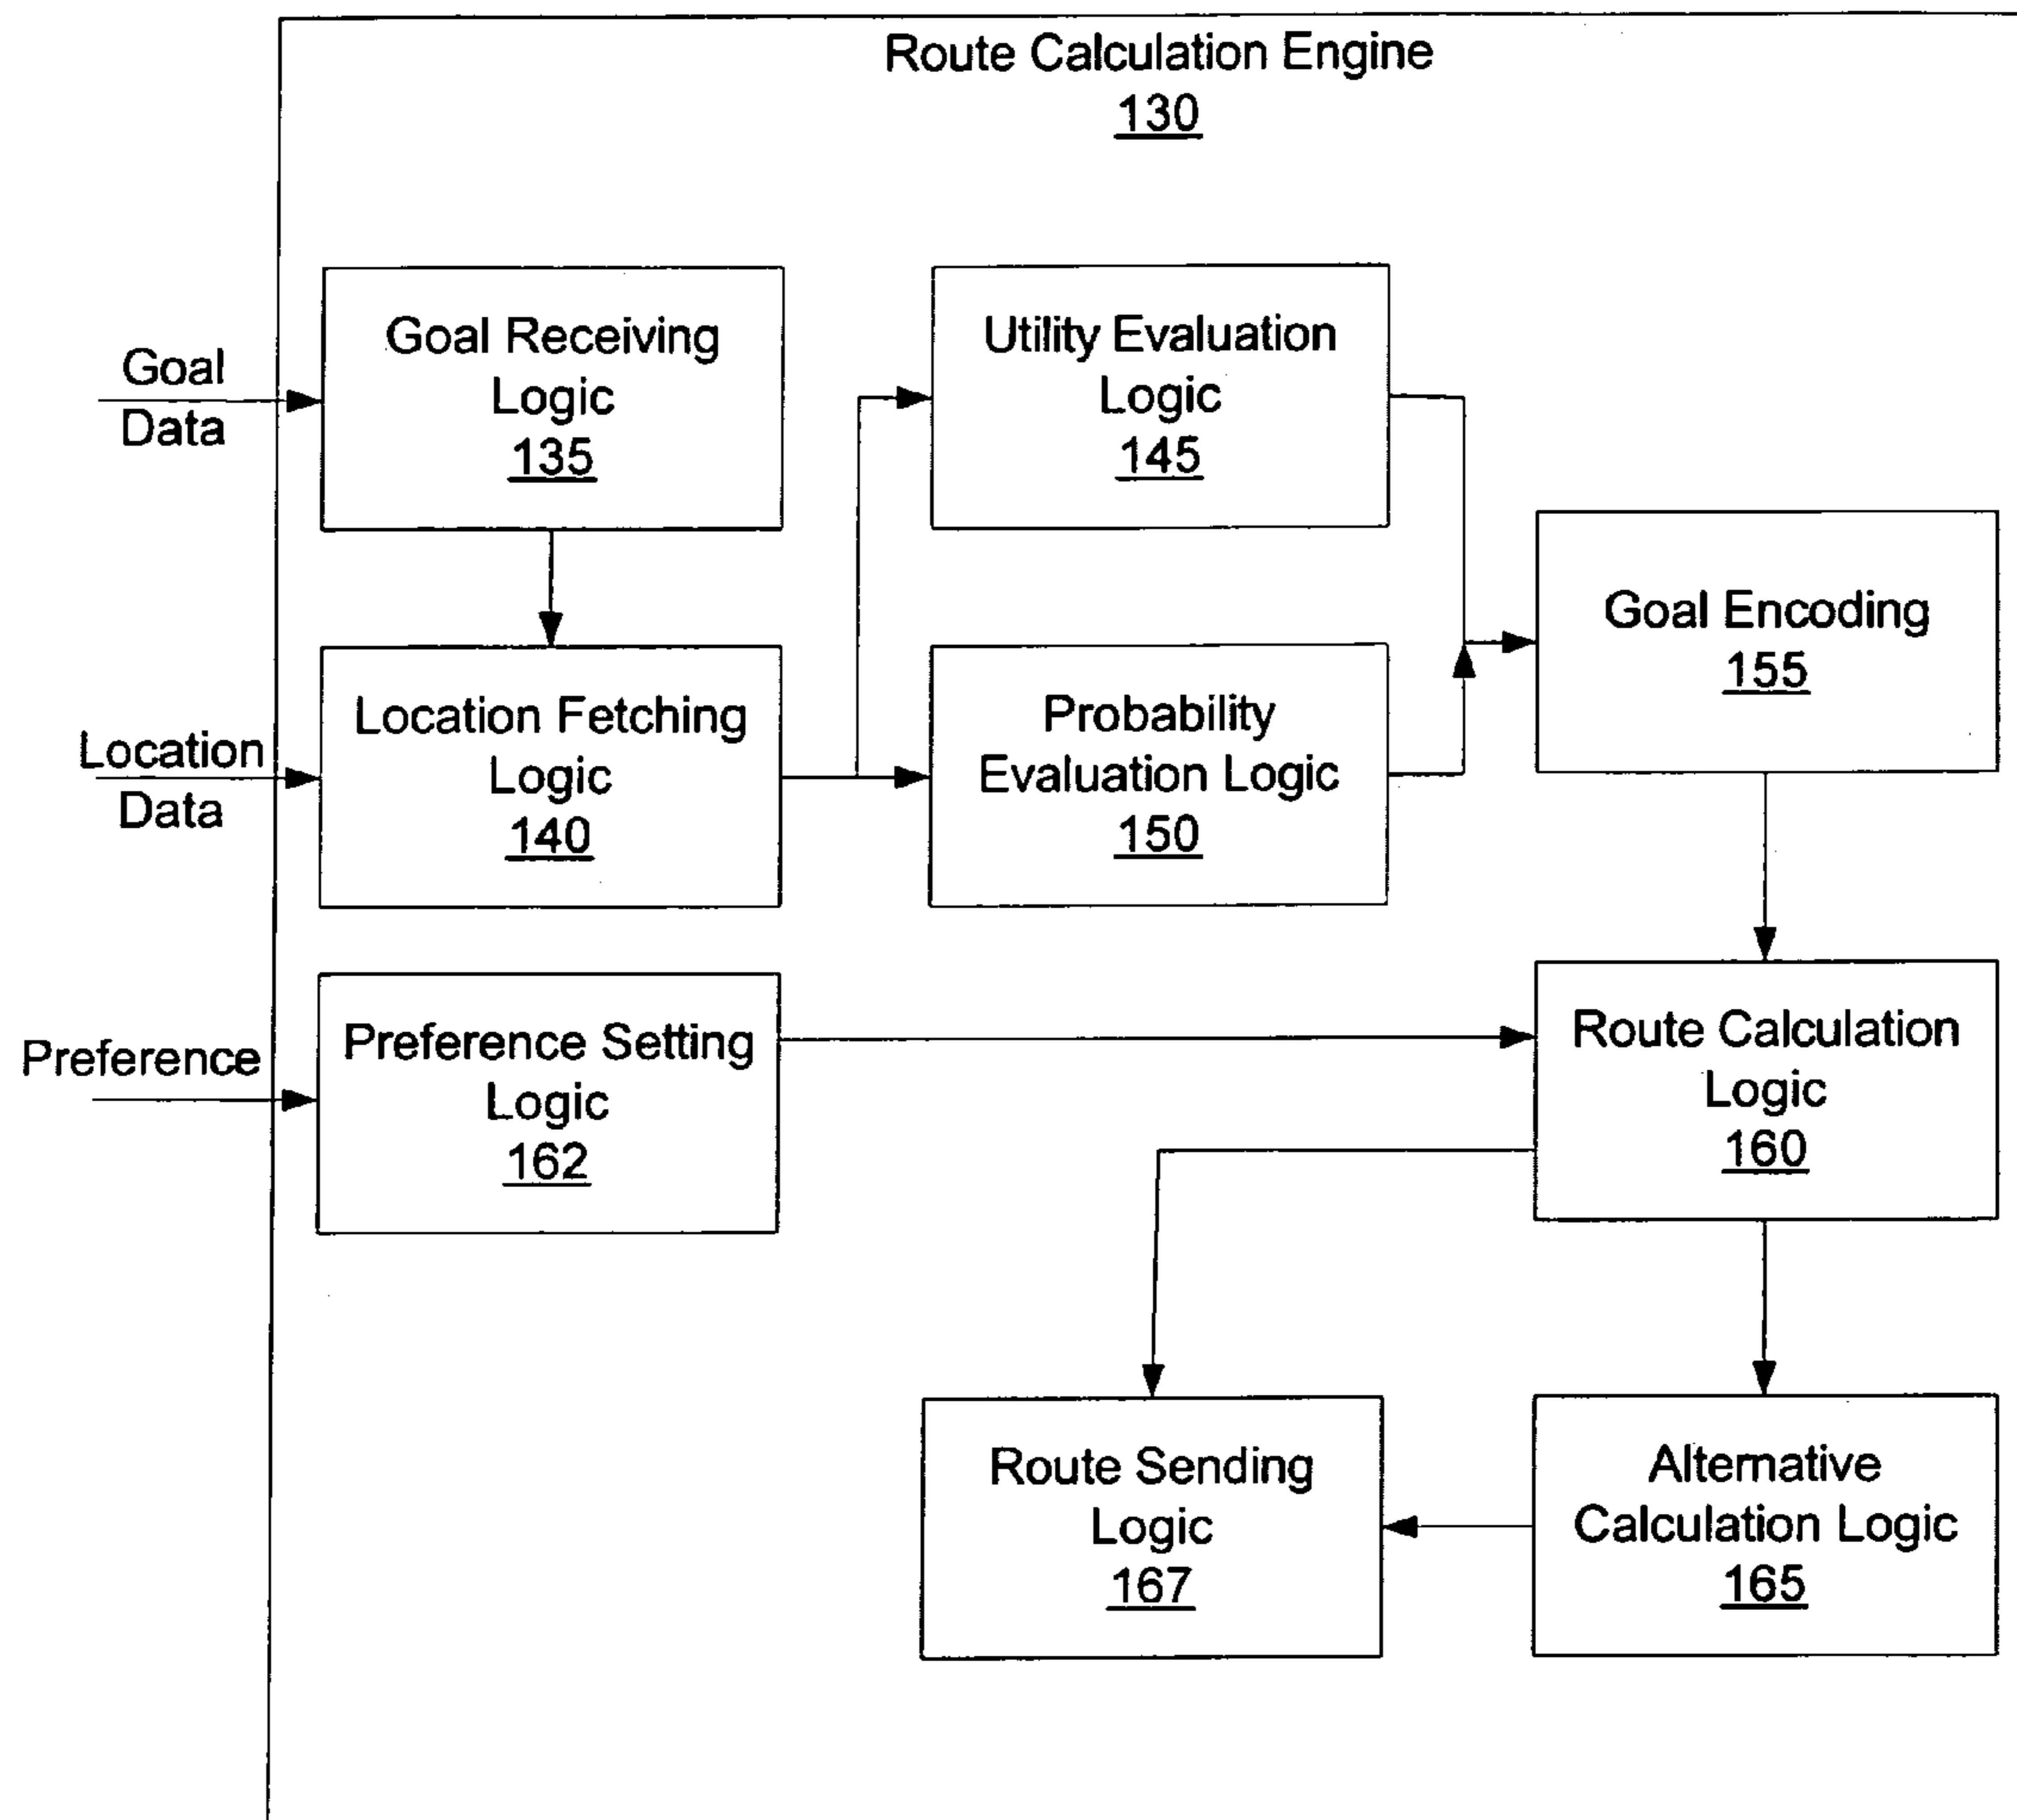 Route Calculation Engine
130
Goal
Data
Goal Receiving
Logic
135
Utility Evaluation
Logic
145
Goal Encoding
155
Location
Data
Location Fetching
Logic
140
Probability
Evaluation Logic
150
Preference
Preference Setting
Logic
162
Route Calculation
Logic
160
Route Sending
Logic
167
Alternative
Calculation Logic
165